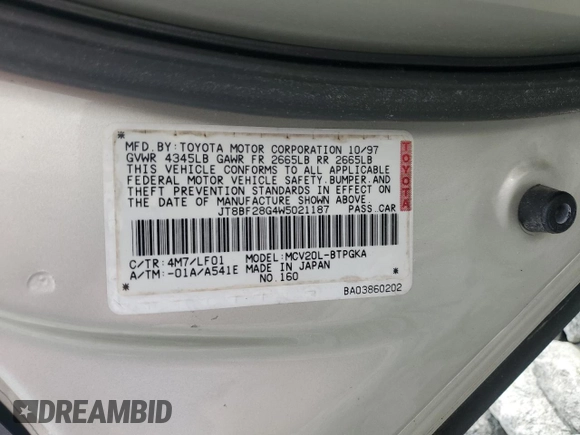 MFD. BY: TOYOTA MOTOR CORPORATION 10/97
GVWR 4345LB GAWR FR 2665LB RR 2665LB
THIS VEHICLE CONFORMS TO ALL APPLICABLE
FEDERAL MOTOR VEHICLE SAFETY, BUMPER, AND
THEFT PREVENTION STANDARDS IN EFFECT ON
THE DATE OF MANUFACTURE SHOWN ABOVE.
JT8BF28G4W5021187 PASS. CAR
TOYOTA
C/TR: 4M7/LF01 MODEL: MCV20L-BTPGKA
A/TM: -01A/A541E MADE IN JAPAN
NO. 160
BA03860202
DREAMBID